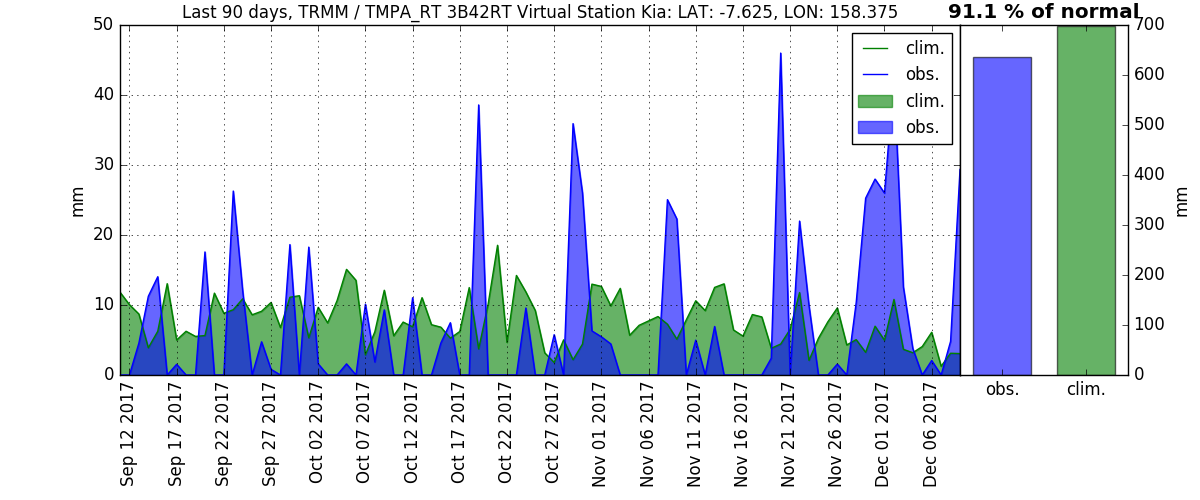 Last 90 days, TRMM / TMPA_RT 3B42RT Virtual Station Kia: LAT: -7.625, LON: 158.375
91.1 % of normal
50
40
30
20
10
0
mm
clim.
obs.
clim.
obs.
700
600
500
400
300
200
100
0
mm
obs.
clim.
Sep 12 2017
Sep 17 2017
Sep 22 2017
Sep 27 2017
Oct 02 2017
Oct 07 2017
Oct 12 2017
Oct 17 2017
Oct 22 2017
Oct 27 2017
Nov 01 2017
Nov 06 2017
Nov 11 2017
Nov 16 2017
Nov 21 2017
Nov 26 2017
Dec 01 2017
Dec 06 2017